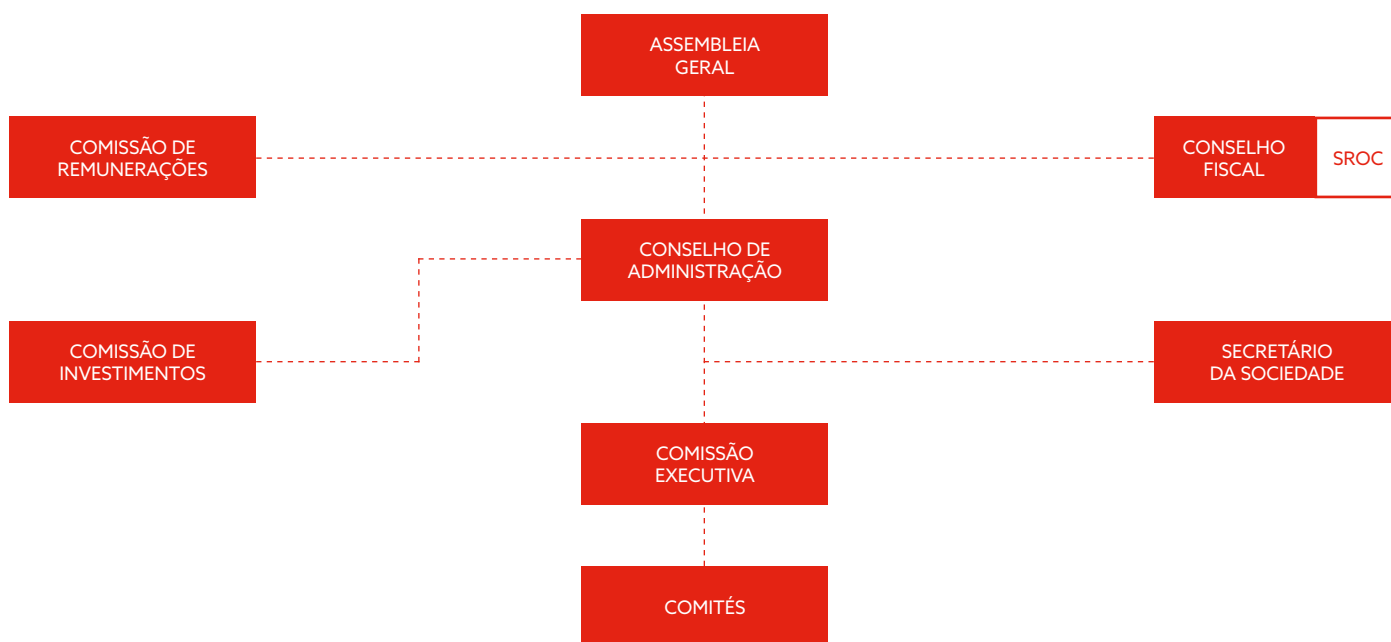 ASSEMBLEIA
GERAL
COMISSÃO DE
REMUNERAÇÕES
CONSELHO
FISCAL
SROC
CONSELHO DE
ADMINISTRAÇÃO
COMISSÃO DE
INVESTIMENTOS
SECRETÁRIO
DA SOCIEDADE
COMISSÃO
EXECUTIVA
COMITÉS